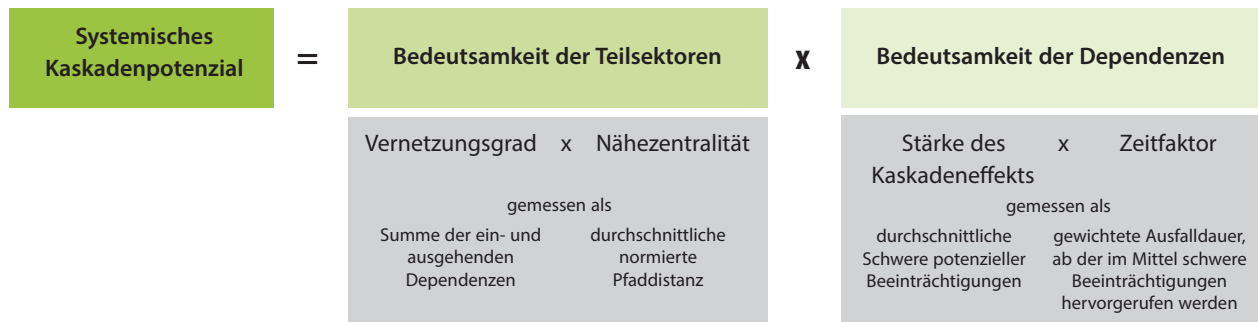 Systemisches
Kaskadenpotenzial
=
Bedeutsamkeit der Teilsektoren
x
Bedeutsamkeit der Dependenzen
Vernetzungsgrad x Nähezentralität
gemessen als
Summe der ein- und
ausgehenden
Dependenzen
durchschnittliche
normierte
Pfaddistanz
Stärke des
Kaskadeneffekts
x
Zeitfaktor
gemessen als
durchschnittliche
Schwere potenzieller
Beeinträchtigungen
gewichtete Ausfalldauer,
ab der im Mittel schwere
Beeinträchtigungen
hervorgerufen werden